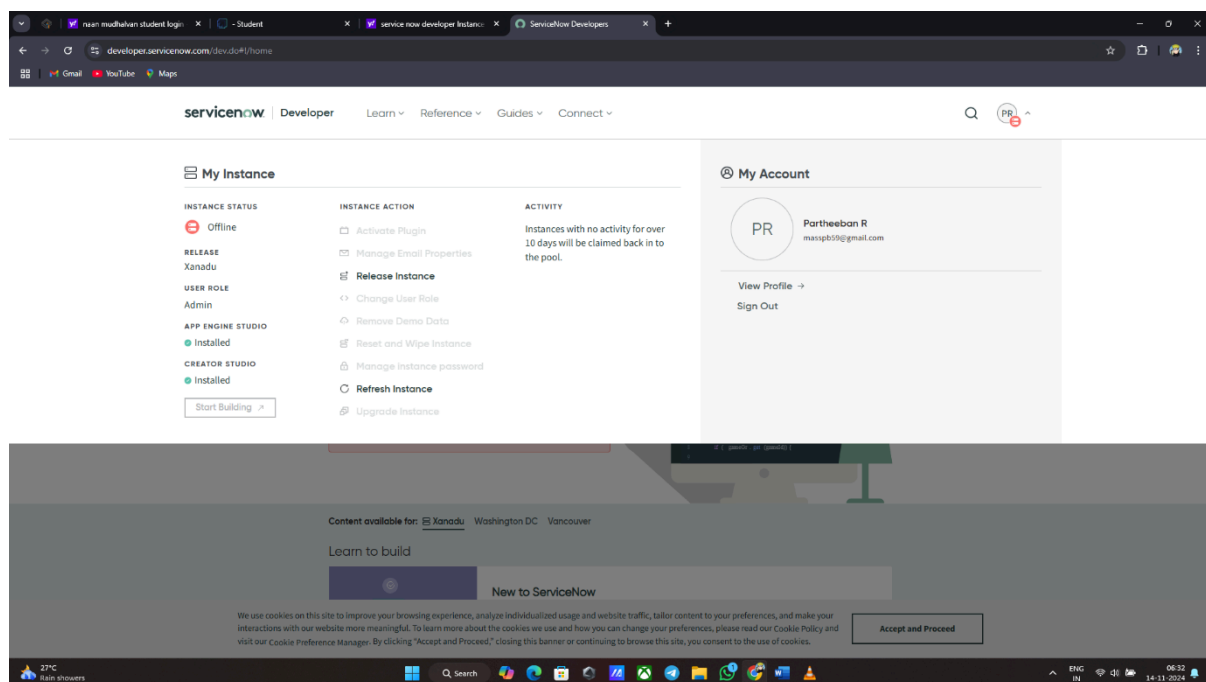 naan mudhalvan student login
- Student
service now developer Instance
ServiceNow Developers
developer.servicenow.com/dev.do#!/home
Gmail
YouTube
Maps
servicenow
Developer
Learn
Reference
Guides
Connect
PR
My Instance
INSTANCE STATUS
Offline
RELEASE
Xanadu
USER ROLE
Admin
APP ENGINE STUDIO
Installed
CREATOR STUDIO
Installed
Start Building
INSTANCE ACTION
Activate Plugin
Manage Email Properties
Release Instance
Change User Role
Remove Demo Data
Reset and Wipe Instance
Manage instance password
Refresh Instance
Upgrade Instance
ACTIVITY
Instances with no activity for over
10 days will be claimed back in to
the pool.
My Account
PR
Partheeban R
masspb59@gmail.com
View Profile →
Sign Out
Content available for: Xanadu Washington DC Vancouver
Learn to build
New to ServiceNow
We use cookies on this site to improve your browsing experience, analyze individualized usage and website traffic, tailor content to your preferences, and make your
interactions with our website more meaningful. To learn more about the cookies we use and how you can change your preferences, please read our Cookie Policy and
visit our Cookie Preference Manager. By clicking “Accept and Proceed,” closing this banner or continuing to browse this site, you consent to the use of cookies.
Accept and Proceed
27°C
Rain showers
Search
ENG
IN
06:32
14-11-2024